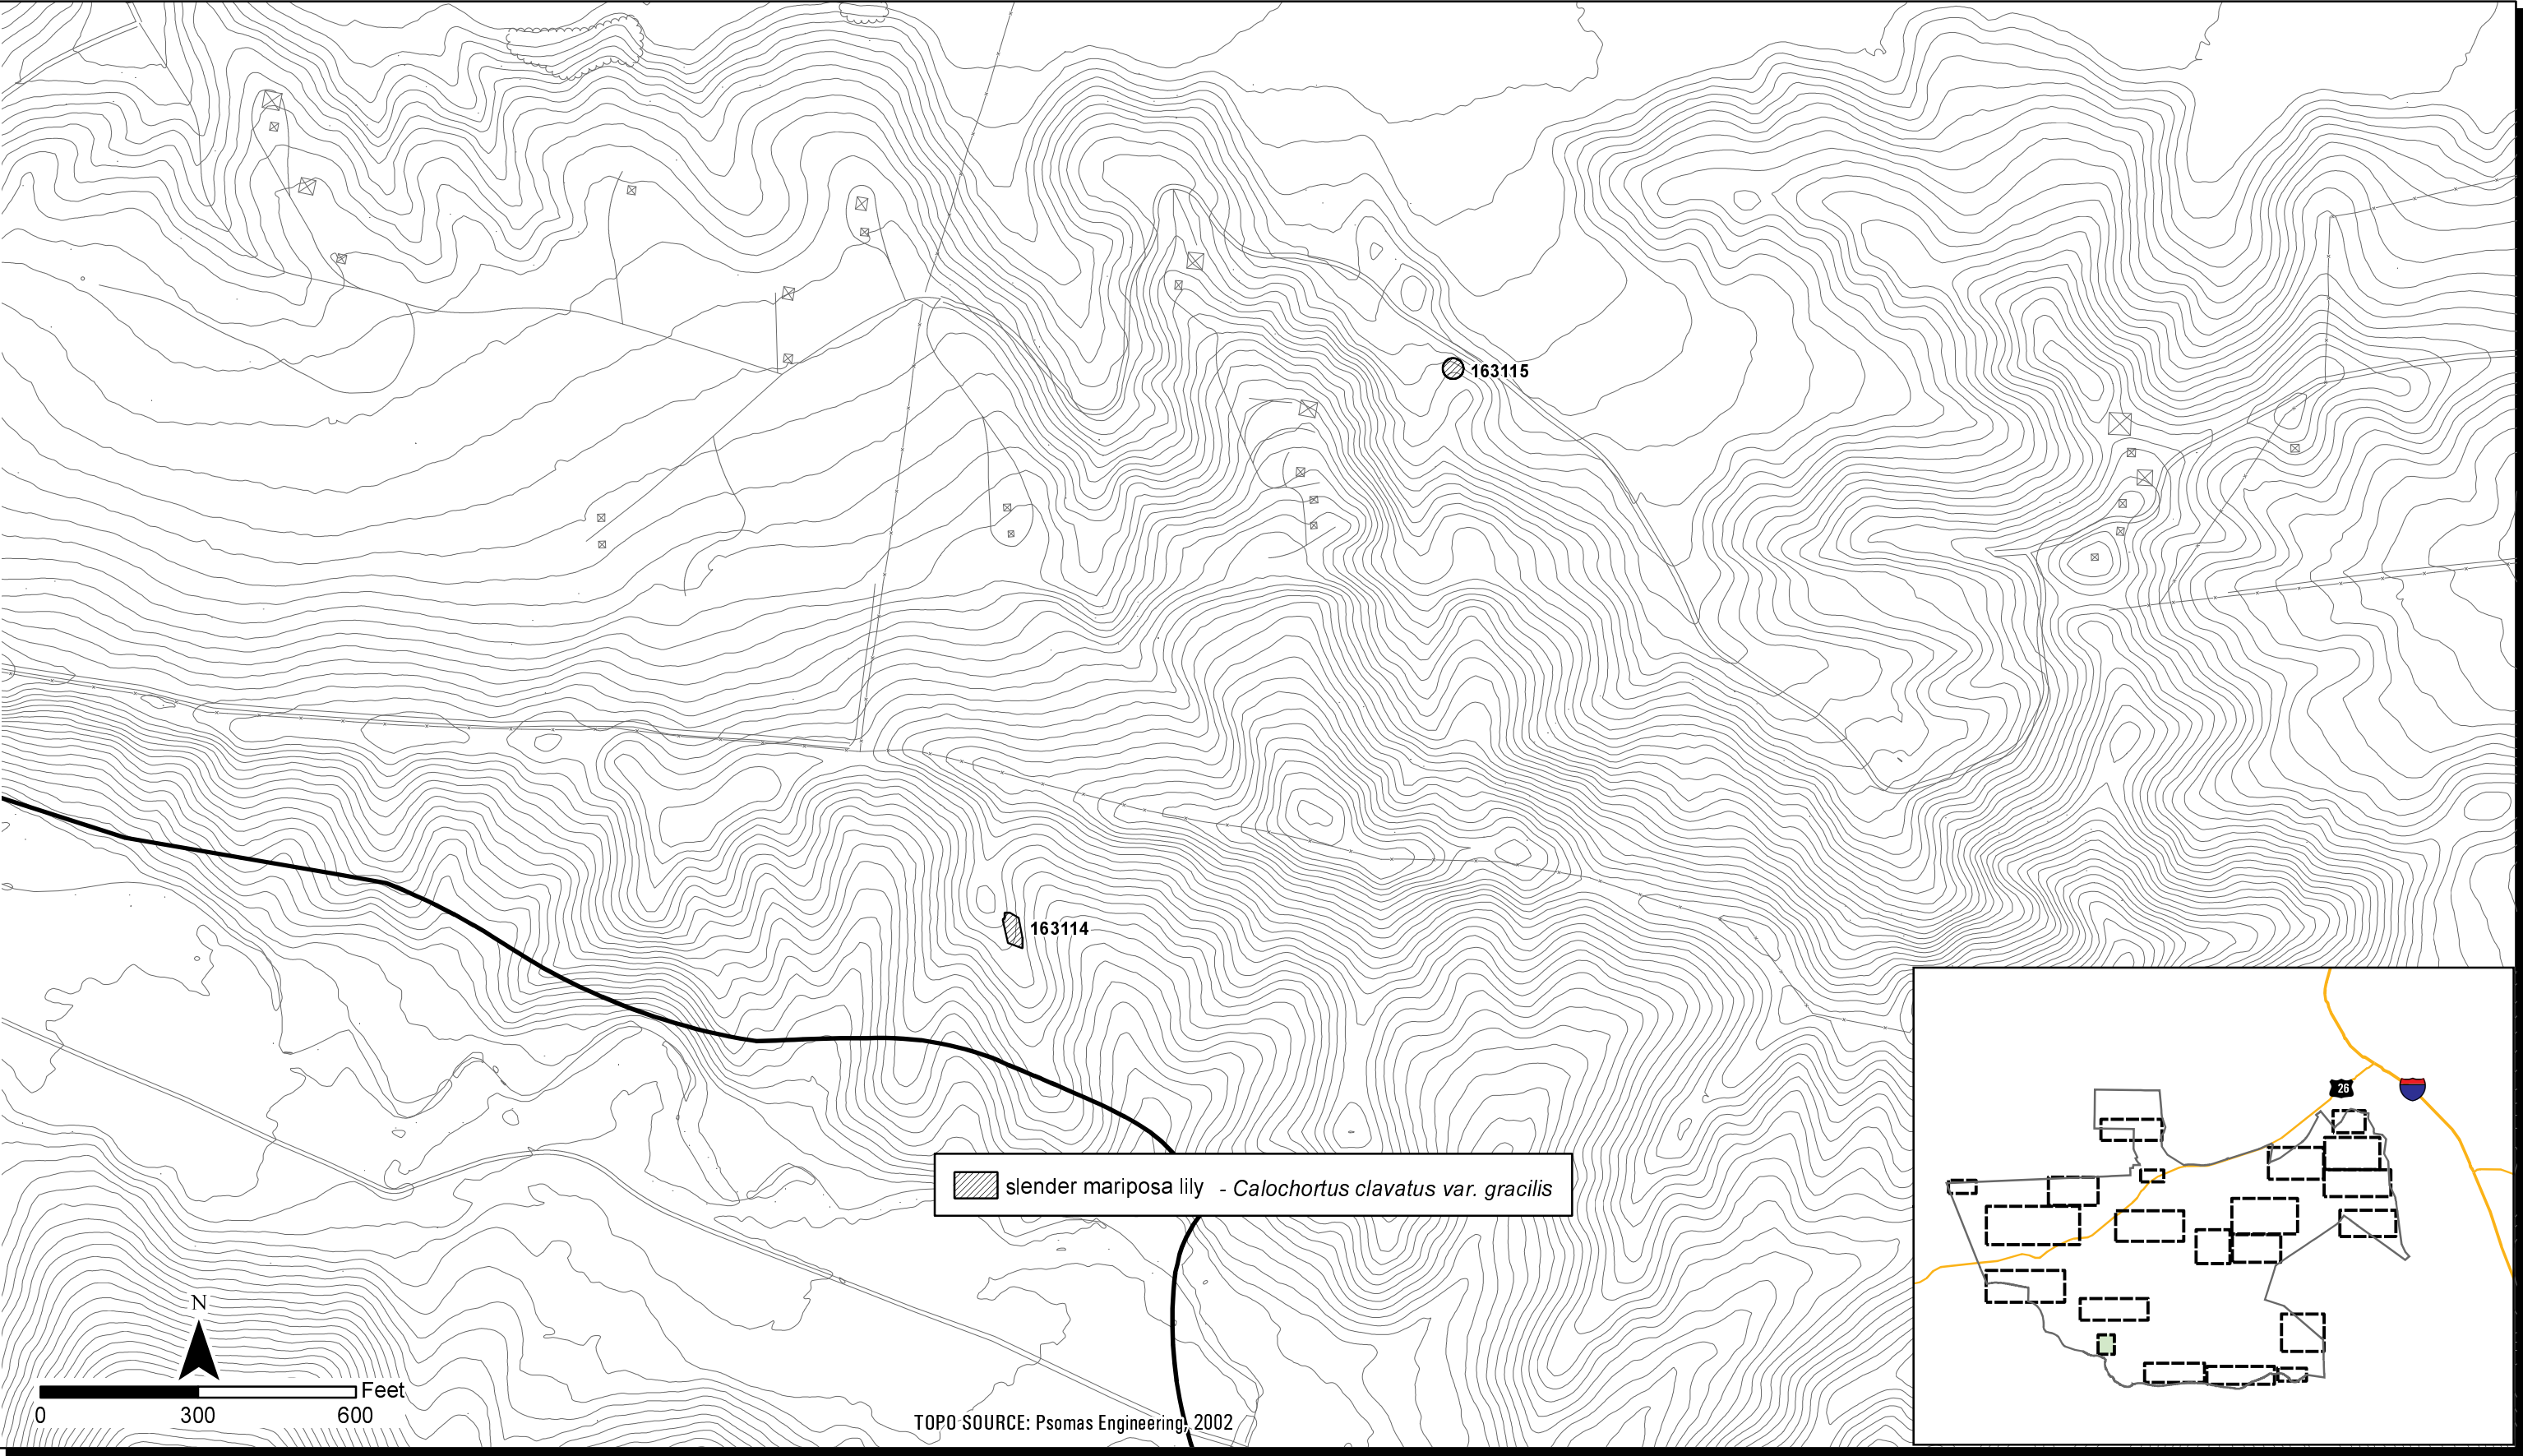 163115
163114
26
slender mariposa lily - Calochortus clavatus var. gracilis
N
Feet
0 300 600
TOPO SOURCE: Psomas Engineering, 2002